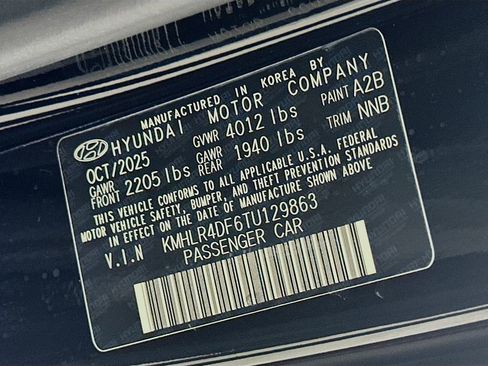 MANUFACTURED IN KOREA BY
HYUNDAI MOTOR COMPANY
OCT/2025 GVWR 4012 lbs PAINT A2B
GAWR FRONT 2205 lbs GAWR REAR 1940 lbs TRIM NNB
THIS VEHICLE CONFORMS TO ALL APPLICABLE U.S.A. FEDERAL
MOTOR VEHICLE SAFETY, BUMPER, AND THEFT PREVENTION STANDARDS
IN EFFECT ON THE DATE OF MANUFACTURE SHOWN ABOVE
V.I.N KMHLR4DF6TU129863
PASSENGER CAR